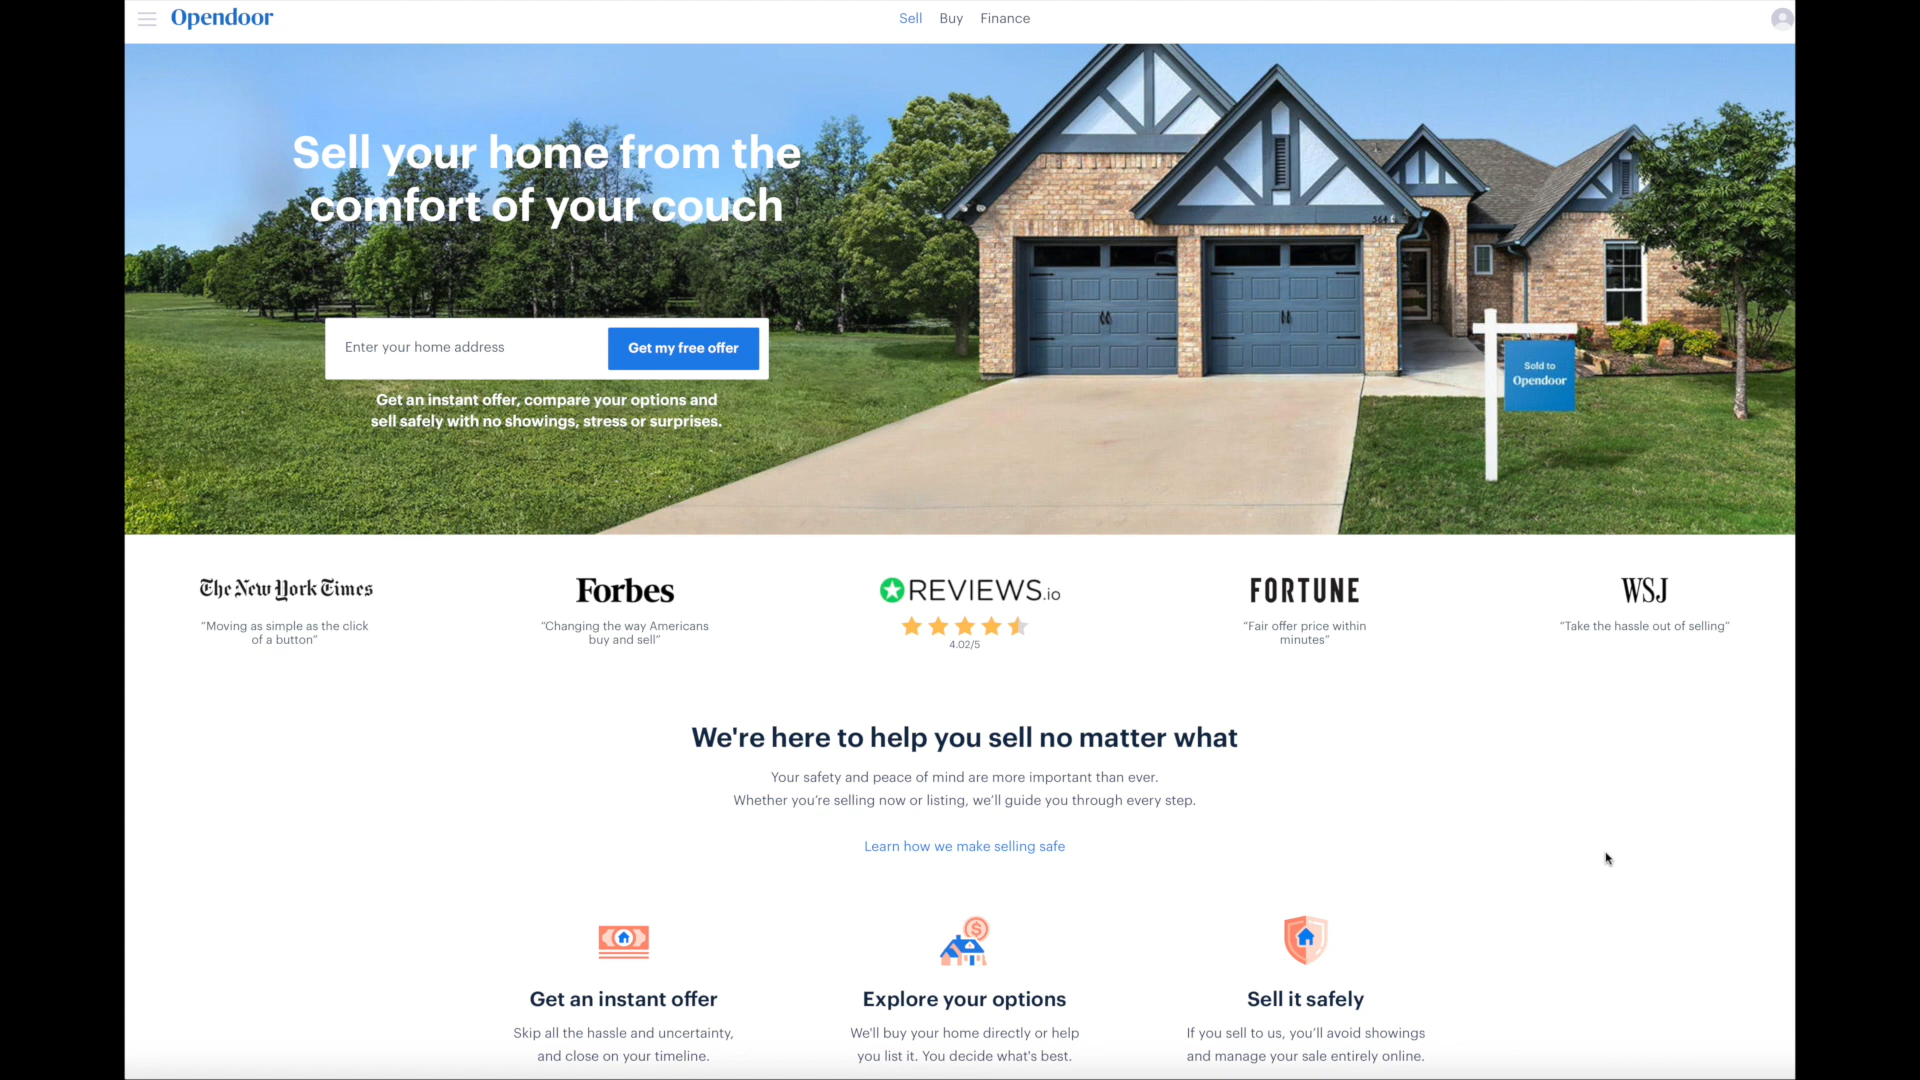 Opendoor
Sell Buy Finance
Sell your home from the
comfort of your couch
Enter your home address
Get my free offer
Get an instant offer, compare your options and
sell safely with no showings, stress or surprises.
564
Sold to
Opendoor
The New York Times
“Moving as simple as the click
of a button”
Forbes
“Changing the way Americans
buy and sell”
REVIEWS.io
4.02/5
FORTUNE
“Fair offer price within
minutes”
WSJ
“Take the hassle out of selling”
We're here to help you sell no matter what
Your safety and peace of mind are more important than ever.
Whether you’re selling now or listing, we’ll guide you through every step.
Learn how we make selling safe
Get an instant offer
Skip all the hassle and uncertainty,
and close on your timeline.
Explore your options
We'll buy your home directly or help
you list it. You decide what's best.
Sell it safely
If you sell to us, you’ll avoid showings
and manage your sale entirely online.